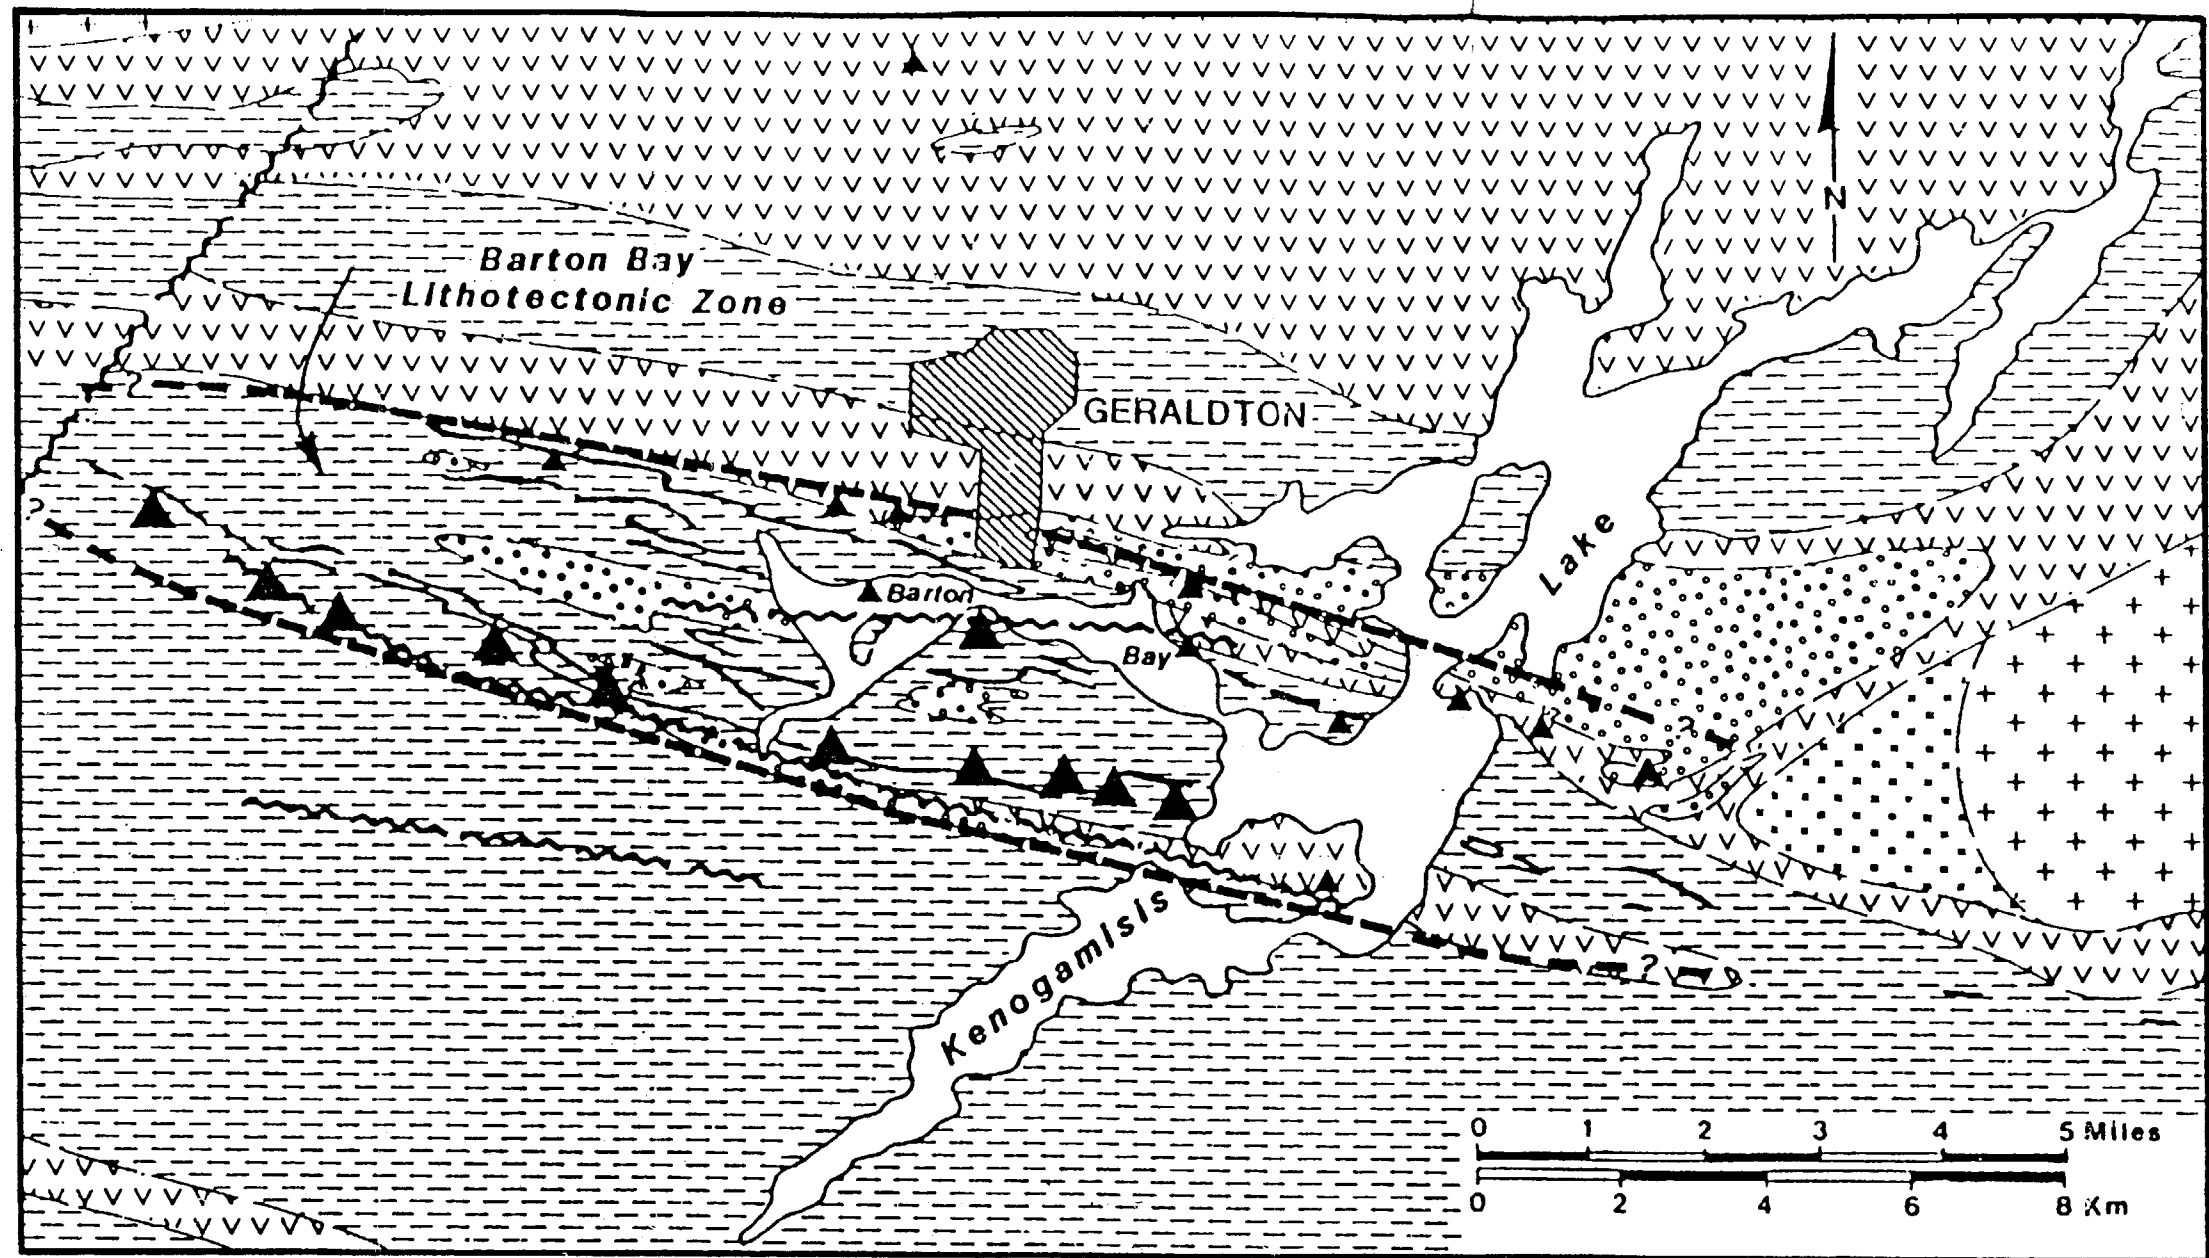 N
Barton Bay
Lithotectonic Zone
?
GERALDTON
?
Lake
Barton
Bay
?
?
Kenogamisis
0 1 2 3 4 5 Miles
0 2 4 6 8 Km